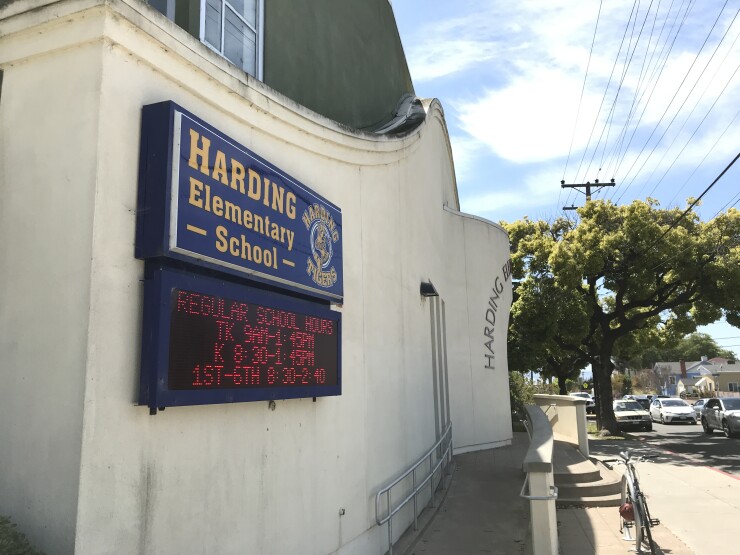 HARDING
Elementary
— School —
HARDING
TIGERS
REGULAR SCHOOL HOURS
TK 9AM-1:45PM
K 8:30-1:45PM
1ST-6TH 8:30-2:40
HARDING